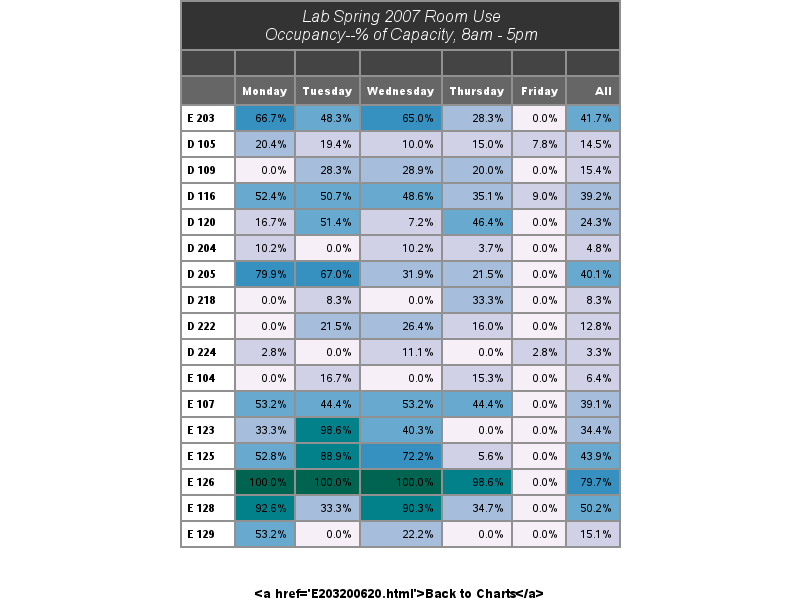 Lab Spring 2007 Room Use
Occupancy--% of Capacity, 8am - 5pm
Monday Tuesday Wednesday Thursday Friday All
E 203 66.7% 48.3% 65.0% 28.3% 0.0% 41.7%
D 105 20.4% 19.4% 10.0% 15.0% 7.8% 14.5%
D 109 0.0% 28.3% 28.9% 20.0% 0.0% 15.4%
D 116 52.4% 50.7% 48.6% 35.1% 9.0% 39.2%
D 120 16.7% 51.4% 7.2% 46.4% 0.0% 24.3%
D 204 10.2% 0.0% 10.2% 3.7% 0.0% 4.8%
D 205 79.9% 67.0% 31.9% 21.5% 0.0% 40.1%
D 218 0.0% 8.3% 0.0% 33.3% 0.0% 8.3%
D 222 0.0% 21.5% 26.4% 16.0% 0.0% 12.8%
D 224 2.8% 0.0% 11.1% 0.0% 2.8% 3.3%
E 104 0.0% 16.7% 0.0% 15.3% 0.0% 6.4%
E 107 53.2% 44.4% 53.2% 44.4% 0.0% 39.1%
E 123 33.3% 98.6% 40.3% 0.0% 0.0% 34.4%
E 125 52.8% 88.9% 72.2% 5.6% 0.0% 43.9%
E 126 100.0% 100.0% 100.0% 98.6% 0.0% 79.7%
E 128 92.6% 33.3% 90.3% 34.7% 0.0% 50.2%
E 129 53.2% 0.0% 22.2% 0.0% 0.0% 15.1%
<a href='E203200620.html'>Back to Charts</a>